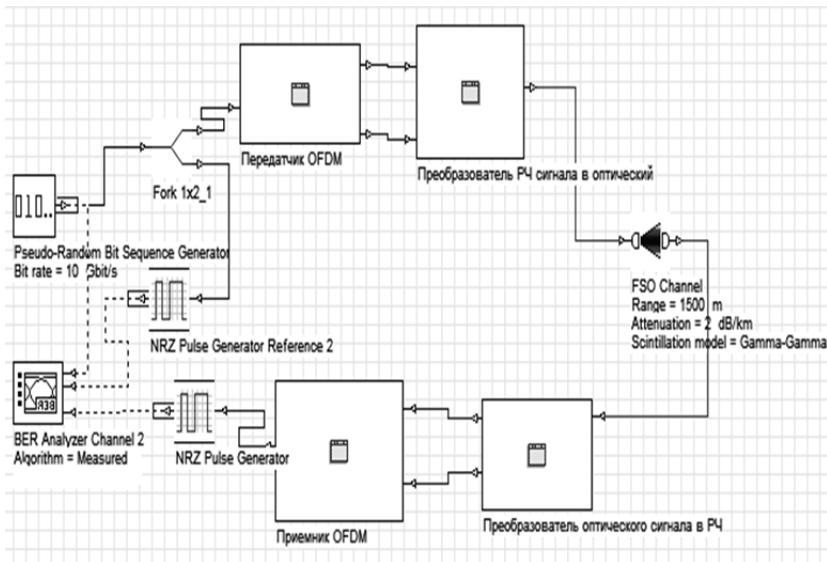 Передатчик OFDM
Преобразователь РЧ сигнала в оптический
Fork 1x2_1
010..
Pseudo-Random Bit Sequence Generator
Bit rate = 10 Gbit/s
FSO Channel
Range = 1500 m
Attenuation = 2 dB/km
Scintillation model = Gamma-Gamma
NRZ Pulse Generator Reference 2
BER Analyzer Channel 2
Algorithm = Measured
NRZ Pulse Generator
Приемник OFDM
Преобразователь оптического сигнала в РЧ